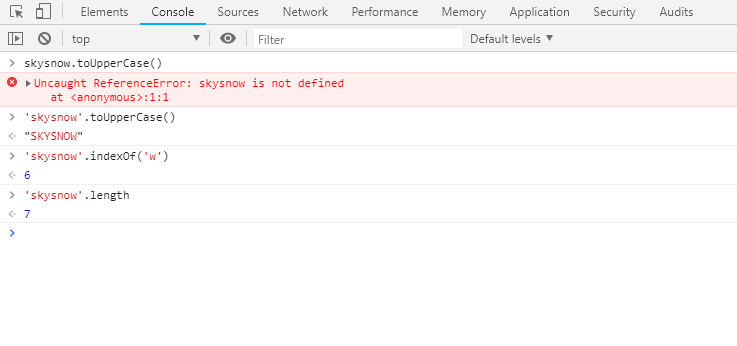 Elements Console Sources Network Performance Memory Application Security Audits
top Filter Default levels
skysnow.toUpperCase()
Uncaught ReferenceError: skysnow is not defined
at <anonymous>:1:1
'skysnow'.toUpperCase()
"SKYSNOW"
'skysnow'.indexOf('w')
6
'skysnow'.length
7